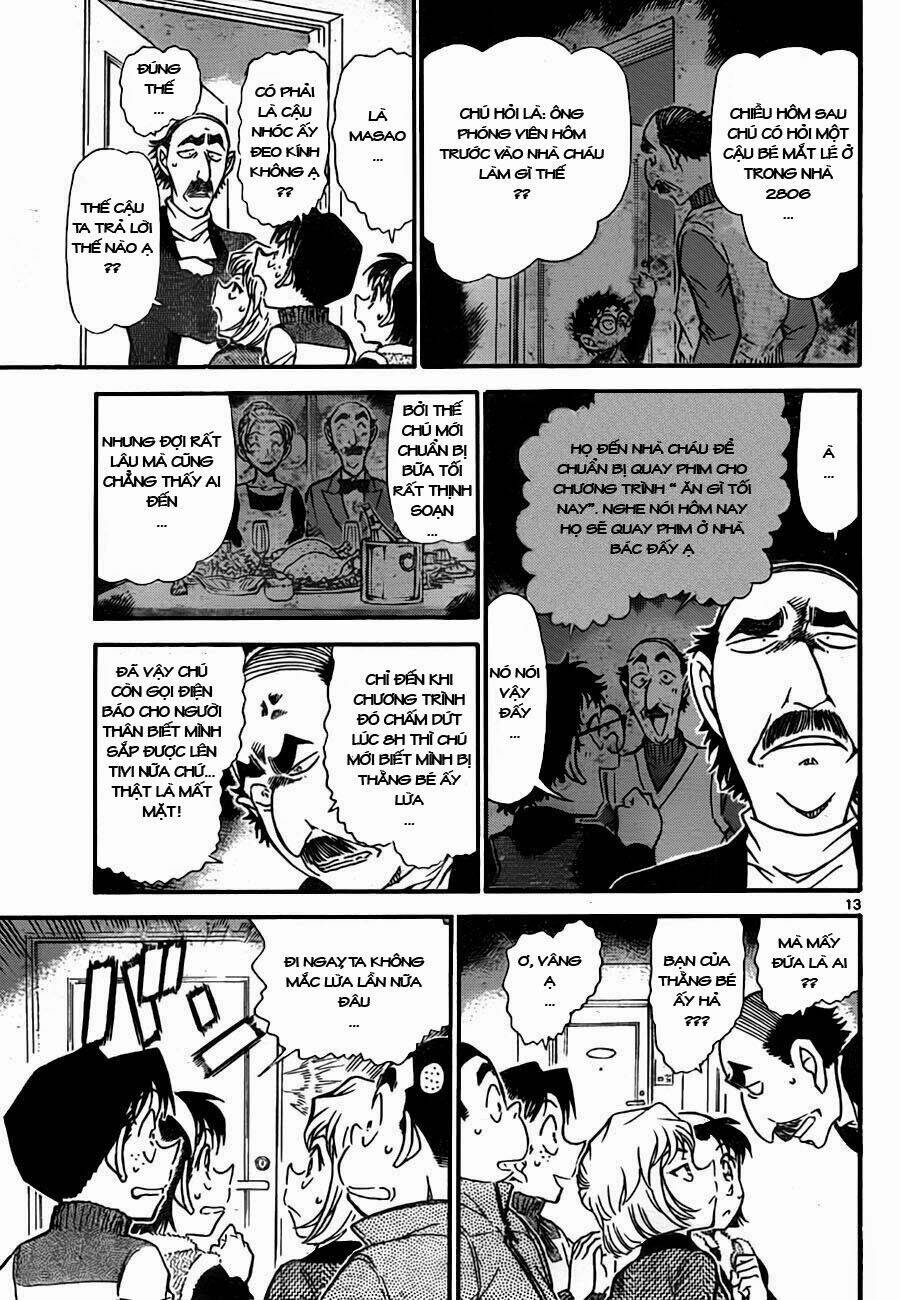 CHIỀU HÔM SAU
CHÚ CÓ HỎI MỘT
CẬU BÉ MẮT LÉ Ở
TRONG NHÀ
2806
...
CHÚ HỎI LÀ: ÔNG
PHÓNG VIÊN HÔM
TRƯỚC VÀO NHÀ CHÁU
LÀM GÌ THẾ
??
LÀ
MASAO
...
CÓ PHẢI
LÀ CẬU
NHÓC ẤY
ĐEO KÍNH
KHÔNG Ạ
??
ĐÚNG
THẾ
...
THẾ CẬU
TA TRẢ LỜI
THẾ NÀO Ạ
??
À
...
HỌ ĐẾN NHÀ CHÁU ĐỂ
CHUẨN BỊ QUAY PHIM CHO
CHƯƠNG TRÌNH “ ĂN GÌ TỐI
NAY”. NGHE NÓI HÔM NAY
HỌ SẼ QUAY PHIM Ở NHÀ
BÁC ĐẤY Ạ
NÓ NÓI
VẬY
ĐẤY
...
BỞI THẾ
CHÚ MỚI
CHUẨN BỊ
BỮA TỐI
RẤT THỊNH
SOẠN
...
NHƯNG ĐỢI RẤT
LÂU MÀ CŨNG
CHẲNG THẤY AI
ĐẾN
...
CHỈ ĐẾN KHI
CHƯƠNG TRÌNH
ĐÓ CHẤM DỨT
LÚC 8H THÌ CHÚ
MỚI BIẾT MÌNH BỊ
THẰNG BÉ ẤY
LỪA
...
ĐÃ VẬY CHÚ
CÒN GỌI ĐIỆN
BÁO CHO NGƯỜI
THÂN BIẾT MÌNH
SẮP ĐƯỢC LÊN
TIVI NỮA CHỨ...
THẬT LÀ MẤT
MẶT!
13
MÀ MẤY
ĐỨA LÀ AI
??
BẠN CỦA
THẰNG BÉ
ẤY HẢ
???
Ơ, VÂNG
Ạ
...
ĐI NGAY,TA KHÔNG
MẮC LỪA LẦN NỮA
ĐÂU
...